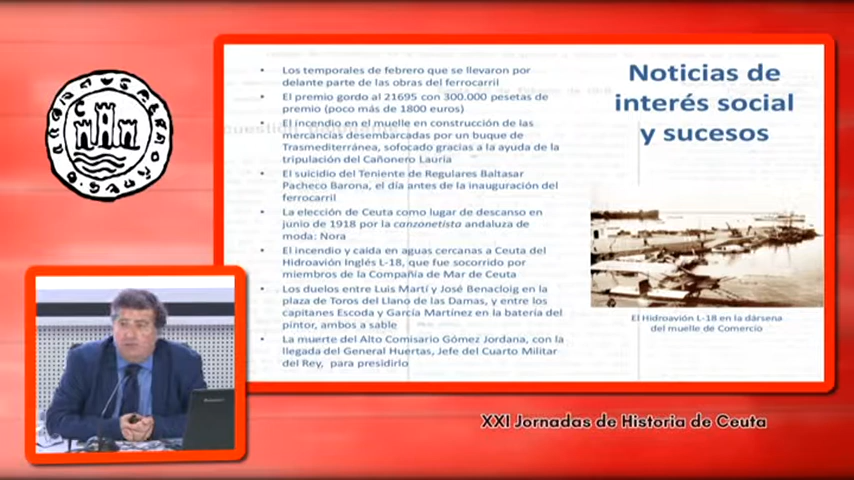 Noticias de
interés social
y sucesos
• Los temporales de febrero que se llevaron por
delante parte de las obras del ferrocarril
• El premio gordo al 21695 con 300.000 pesetas de
premio (poco más de 1800 euros)
• El incendio en el muelle en construcción de las
mercancías desembarcadas por un buque de
Trasmediterránea, sofocado gracias a la ayuda de la
tripulación del Cañonero Lauria
• El suicidio del Teniente de Regulares Baltasar
Pacheco Barona, el día antes de la inauguración del
ferrocarril
• La elección de Ceuta como lugar de descanso en
junio de 1918 por la canzonetista andaluza de
moda: Nora
• El incendio y caída en aguas cercanas a Ceuta del
Hidroavión Inglés L-18, que fue socorrido por
miembros de la Compañía de Mar de Ceuta
• Los duelos entre Luis Martí y José Benacloig en la
plaza de Toros del Llano de las Damas, y entre los
capitanes Escoda y García Martínez en la batería del
pintor, ambos a sable
• La muerte del Alto Comisario Gómez Jordana, con la
llegada del General Huertas, Jefe del Cuarto Militar
del Rey, para presidirlo
El Hidroavión L-18 en la dársena
del muelle de Comercio
XXI Jornadas de Historia de Ceuta